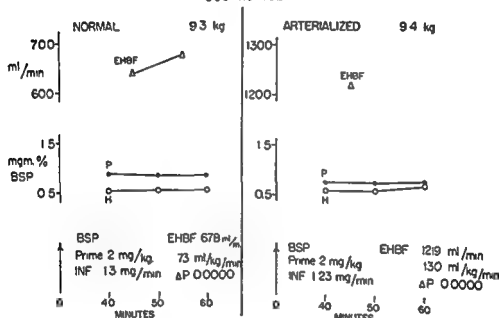 NORMAL 9.3 kg
700
ml/min
600
EHBF
1.5
mgm. %
BSP
0.5
P
H
BSP EHBF 678 ml/m.
Prime 2 mg/kg. 73 ml/kg/min
INF 1.3 mg/min ΔP 0.0000
0 40 50 60
MINUTES
ARTERIALIZED 9.4 kg
1300
1200
EHBF
1.5
0.5
P
H
BSP EHBF 1219 ml/min
Prime 2 mg/kg 130 ml/kg/min
INF 1.23 mg/min ΔP 0.0000
0 40 50 60
MINUTES